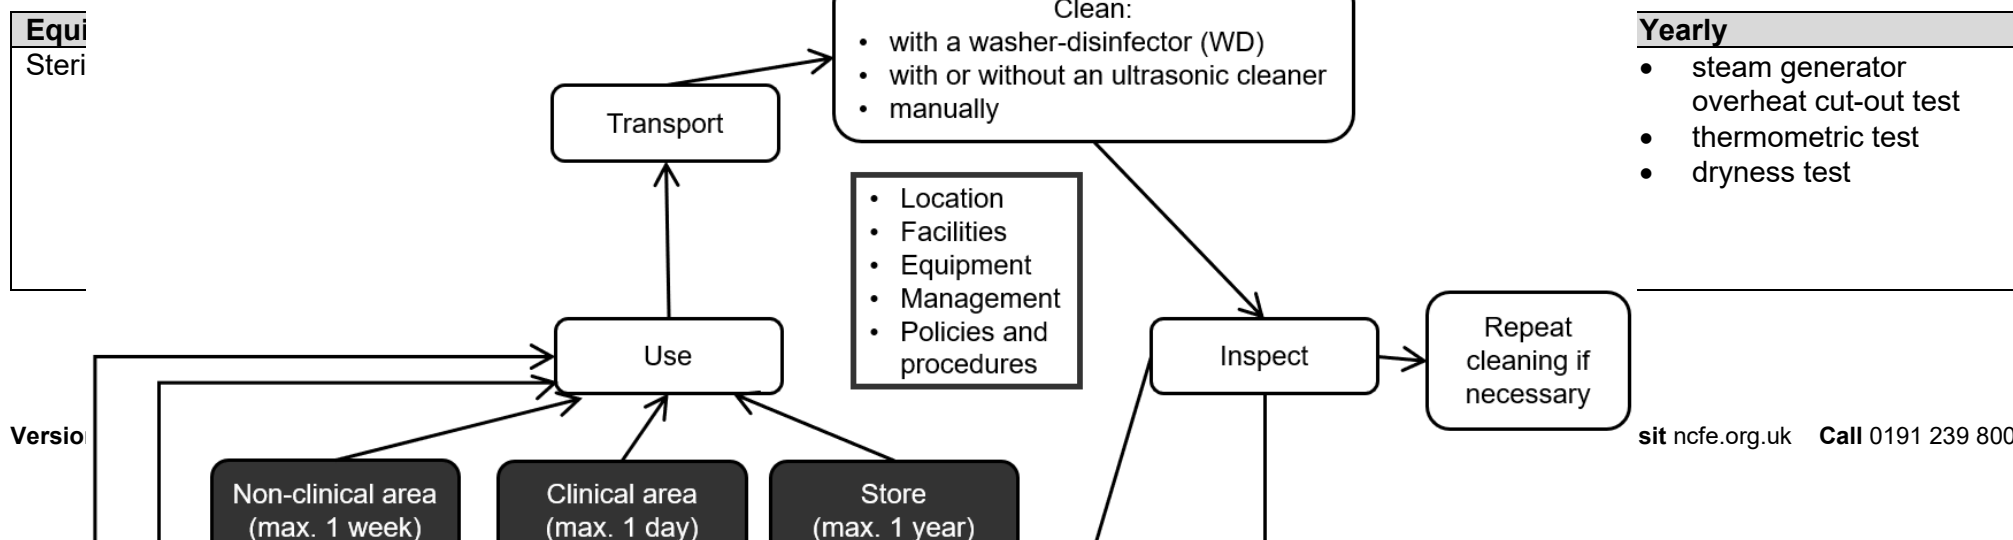 Equi
Steri
Clean:
• with a washer-disinfector (WD)
• with or without an ultrasonic cleaner
• manually
Transport
• Location
• Facilities
• Equipment
• Management
• Policies and
procedures
Use
Inspect
Repeat
cleaning if
necessary
Non-clinical area
(max. 1 week)
Clinical area
(max. 1 day)
Store
(max. 1 year)
Yearly
• steam generator
overheat cut-out test
• thermometric test
• dryness test
Versio
sit ncfe.org.uk Call 0191 239 800